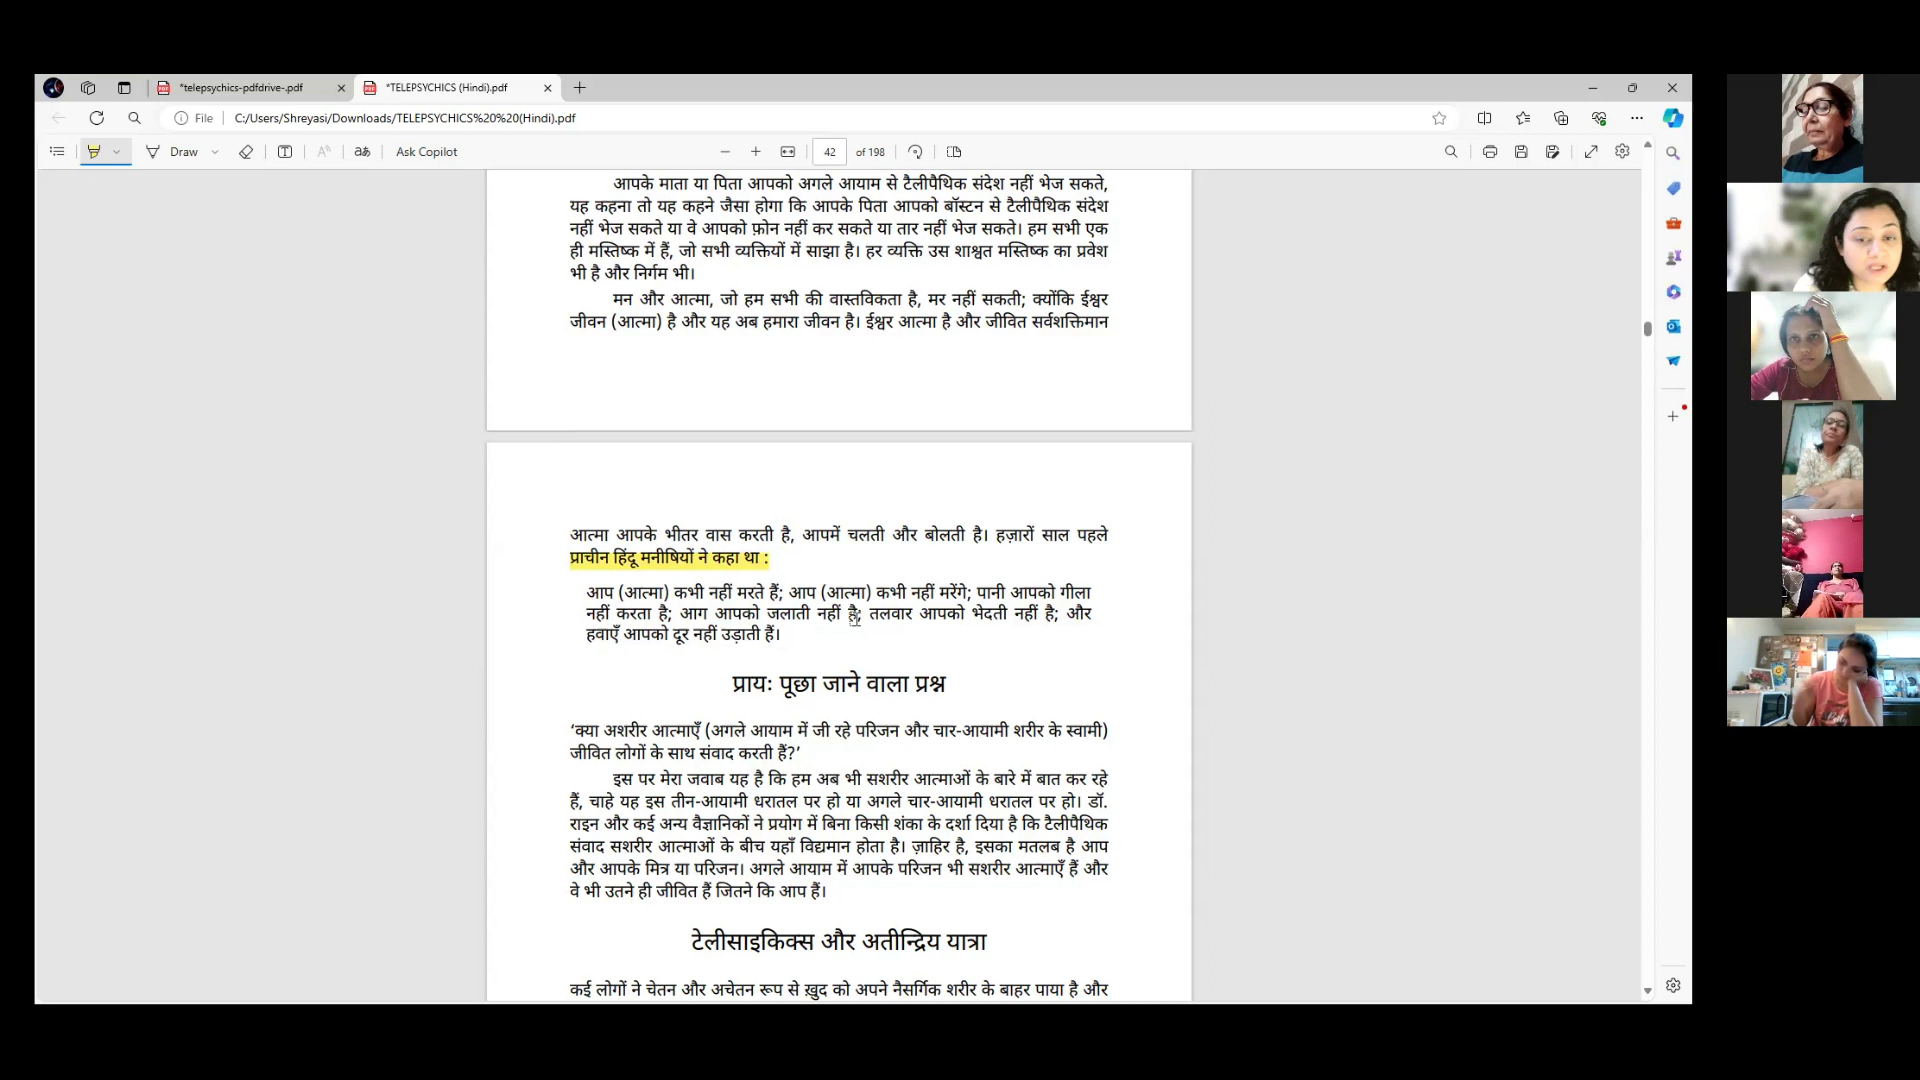 *telepsychics-pdfdrive-.pdf
*TELEPSYCHICS (Hindi).pdf
File C:/Users/Shreyasi/Downloads/TELEPSYCHICS%20%20(Hindi).pdf
Draw
aあ
Ask Copilot
42 of 198
आपके माता या पिता आपको अगले आयाम से टैलीपैथिक संदेश नहीं भेज सकते,
यह कहना तो यह कहने जैसा होगा कि आपके पिता आपको बॉस्टन से टैलीपैथिक संदेश
नहीं भेज सकते या वे आपको फ़ोन नहीं कर सकते या तार नहीं भेज सकते। हम सभी एक
ही मस्तिष्क में हैं, जो सभी व्यक्तियों में साझा है। हर व्यक्ति उस शाश्वत मस्तिष्क का प्रवेश
भी है और निर्गम भी।
मन और आत्मा, जो हम सभी की वास्तविकता है, मर नहीं सकती; क्योंकि ईश्वर
जीवन (आत्मा) है और यह अब हमारा जीवन है। ईश्वर आत्मा है और जीवित सर्वशक्तिमान
आत्मा आपके भीतर वास करती है, आपमें चलती और बोलती है। हज़ारों साल पहले
प्राचीन हिंदू मनीषियों ने कहा था :
आप (आत्मा) कभी नहीं मरते हैं; आप (आत्मा) कभी नहीं मरेंगे; पानी आपको गीला
नहीं करता है; आग आपको जलाती नहीं है; तलवार आपको भेदती नहीं है; और
हवाएँ आपको दूर नहीं उड़ाती हैं।
प्रायः पूछा जाने वाला प्रश्न
‘क्या अशरीर आत्माएँ (अगले आयाम में जी रहे परिजन और चार-आयामी शरीर के स्वामी)
जीवित लोगों के साथ संवाद करती हैं?’
इस पर मेरा जवाब यह है कि हम अब भी सशरीर आत्माओं के बारे में बात कर रहे
हैं, चाहे यह इस तीन-आयामी धरातल पर हो या अगले चार-आयामी धरातल पर हो। डॉ.
राइन और कई अन्य वैज्ञानिकों ने प्रयोग में बिना किसी शंका के दर्शा दिया है कि टैलीपैथिक
संवाद सशरीर आत्माओं के बीच यहाँ विद्यमान होता है। ज़ाहिर है, इसका मतलब है आप
और आपके मित्र या परिजन। अगले आयाम में आपके परिजन भी सशरीर आत्माएँ हैं और
वे भी उतने ही जीवित हैं जितने कि आप हैं।
टेलीसाइकिक्स और अतीन्द्रिय यात्रा
कई लोगों ने चेतन और अचेतन रूप से ख़ुद को अपने नैसर्गिक शरीर के बाहर पाया है और